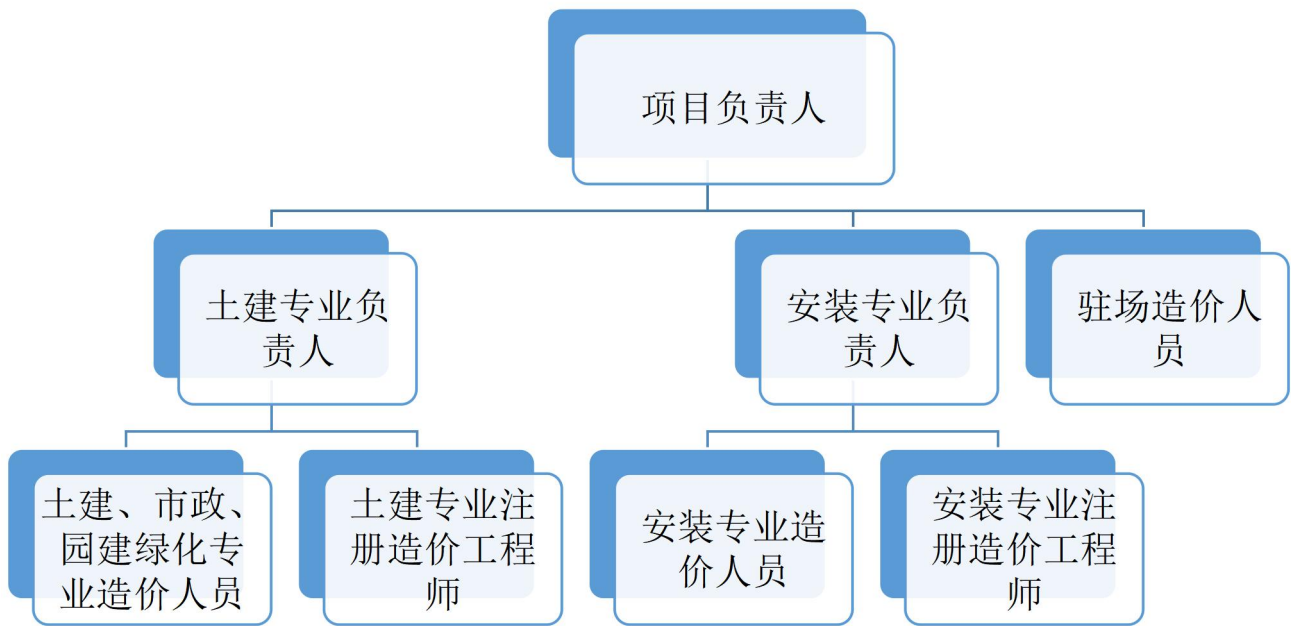 项目负责人
土建专业负
责人
安装专业负
责人
驻场造价人
员
土建、市政、
园建绿化专
业造价人员
土建专业注
册造价工程
师
安装专业造
价人员
安装专业注
册造价工程
师